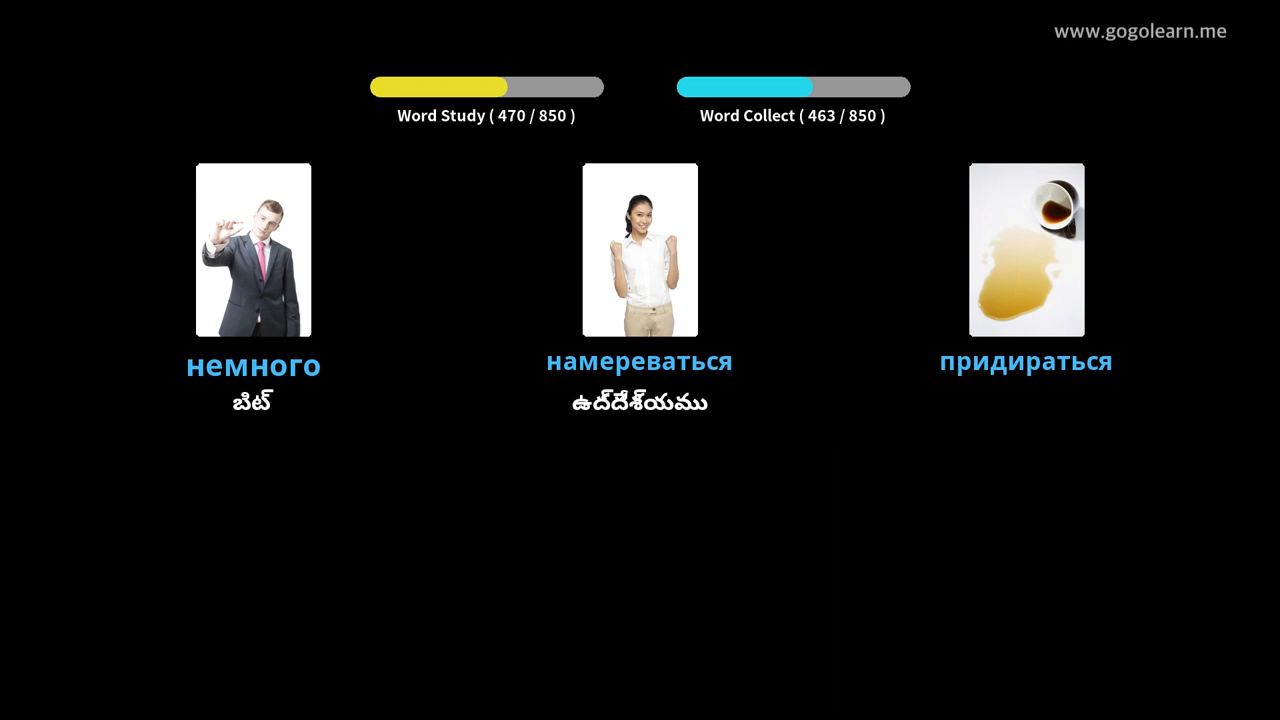 www.gogolearn.me
Word Study ( 470 / 850 )
Word Collect ( 463 / 850 )
немного
намереваться
придираться
బిట్
ఉద్దేశ్యము